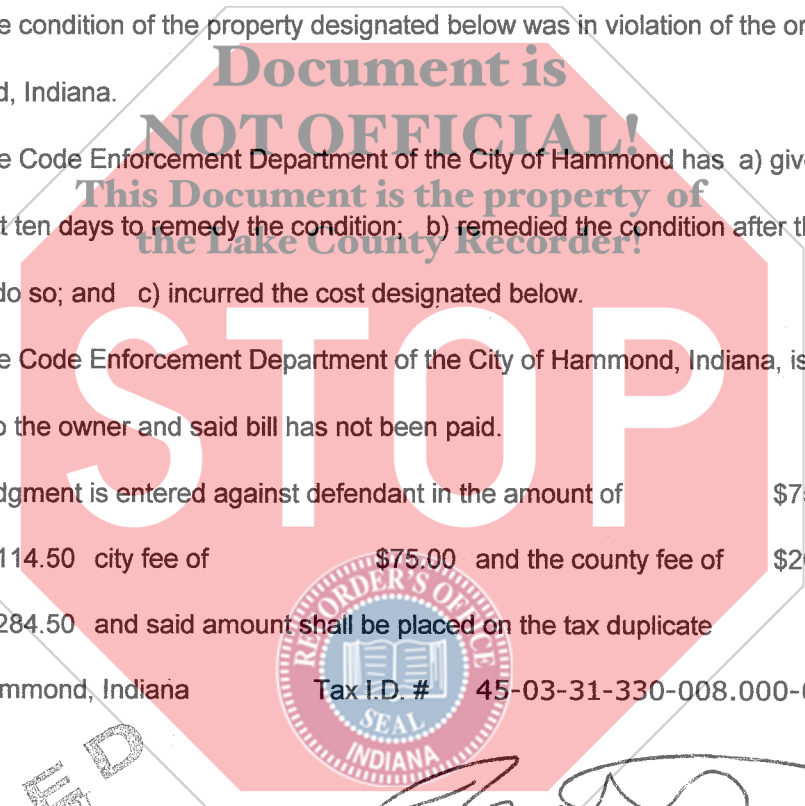 e condition of the property designated below was in violation of the or
Document is
d, Indiana.
NOT OFFICIAL!
e Code Enforcement Department of the City of Hammond has a) giv
This Document is the property of
t ten days to remedy the condition; b) remedied the condition after th
the Lake County Recorder!
do so; and c) incurred the cost designated below.
STOP
e Code Enforcement Department of the City of Hammond, Indiana, is
o the owner and said bill has not been paid.
dgment is entered against defendant in the amount of $7
114.50 city fee of $75.00 and the county fee of $2
284.50 and said amount shall be placed on the tax duplicate
mmond, Indiana Tax I.D. # 45-03-31-330-008.000-
RECORDER'S OFFICE
SEAL
INDIANA
ED